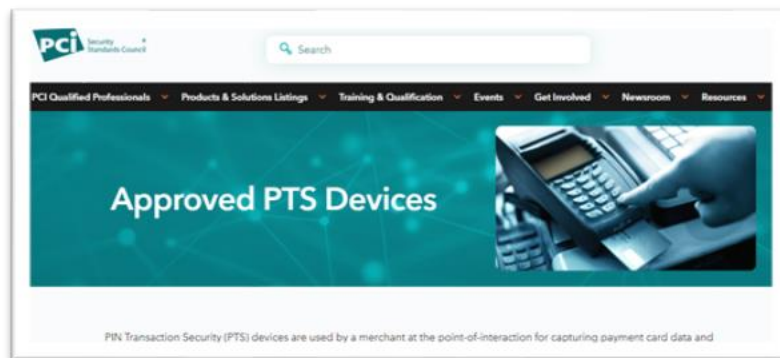 PCI Security
Standards Council
Search
PCI Qualified Professionals Products & Solutions Listings Training & Qualification Events Get Involved Newsroom Resources
Approved PTS Devices
PIN Transaction Security (PTS) devices are used by a merchant at the point-of-interaction for capturing payment card data and